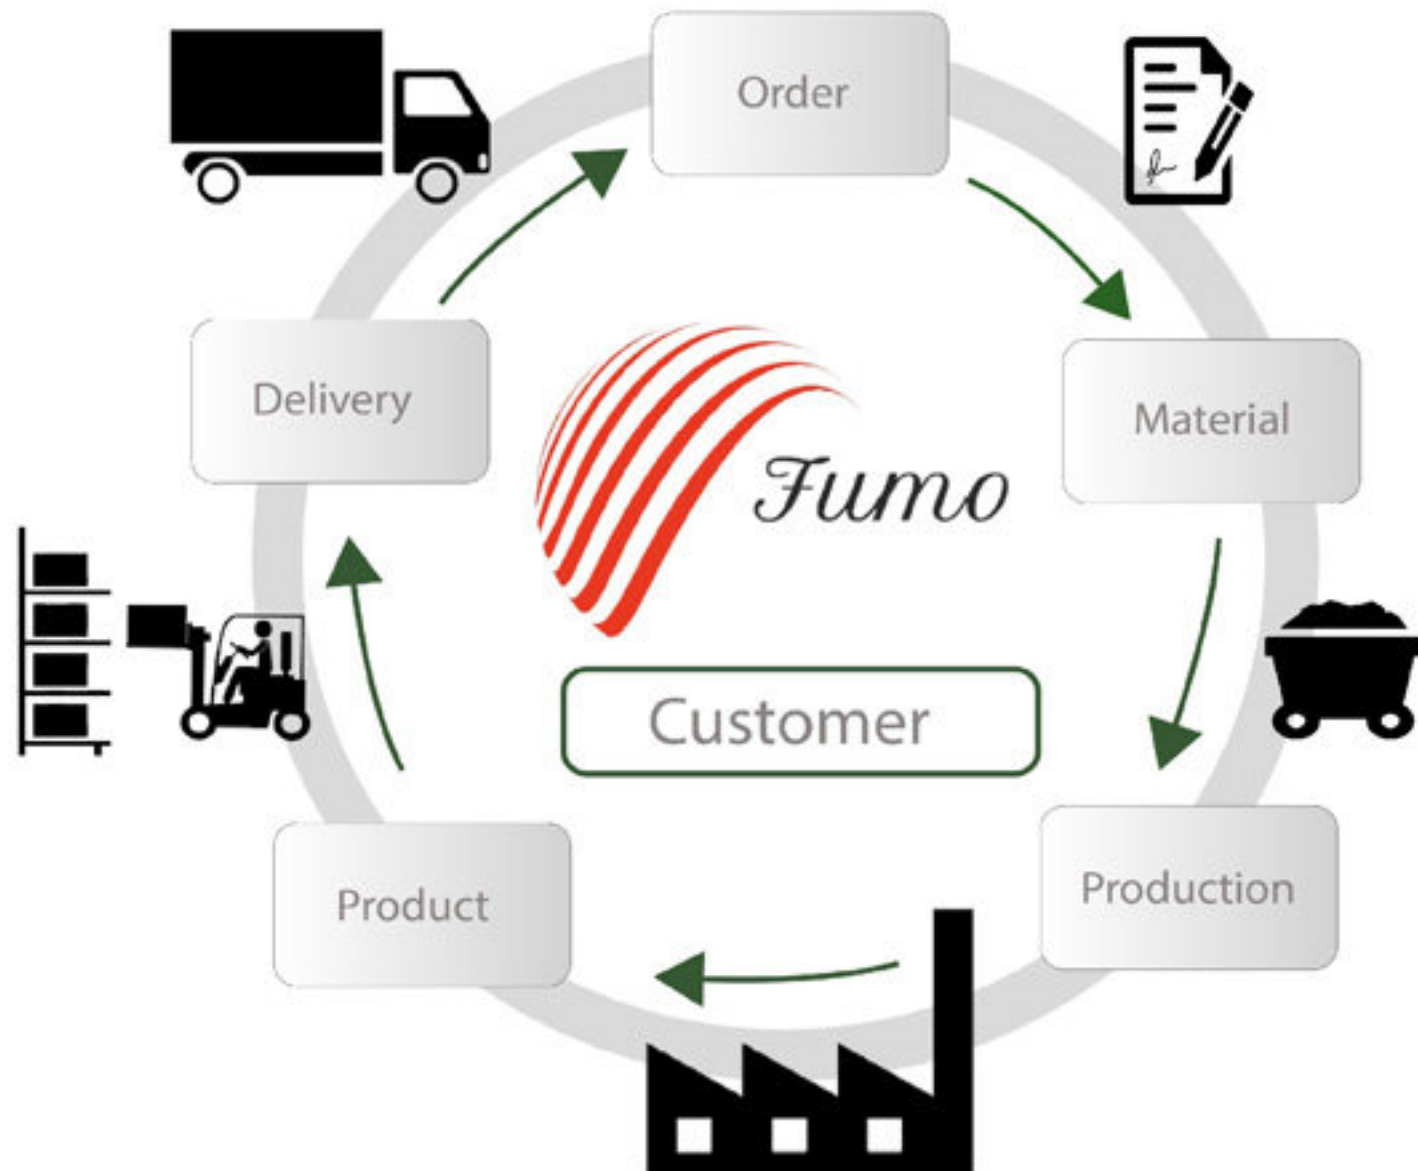 Order
Delivery
Material
Fumo
Customer
Product
Production